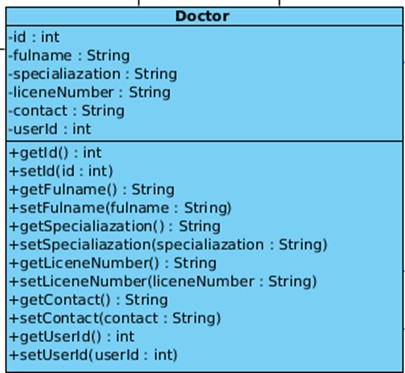 Doctor
-id : int
-fulname : String
-specialiazation : String
-liceneNumber : String
-contact : String
-userId : int
+getId() : int
+setId(id : int)
+getFulname() : String
+setFulname(fulname : String)
+getSpecialiazation() : String
+setSpecialiazation(specialiazation : String)
+getLiceneNumber() : String
+setLiceneNumber(liceneNumber : String)
+getContact() : String
+setContact(contact : String)
+getUserId() : int
+setUserId(userId : int)